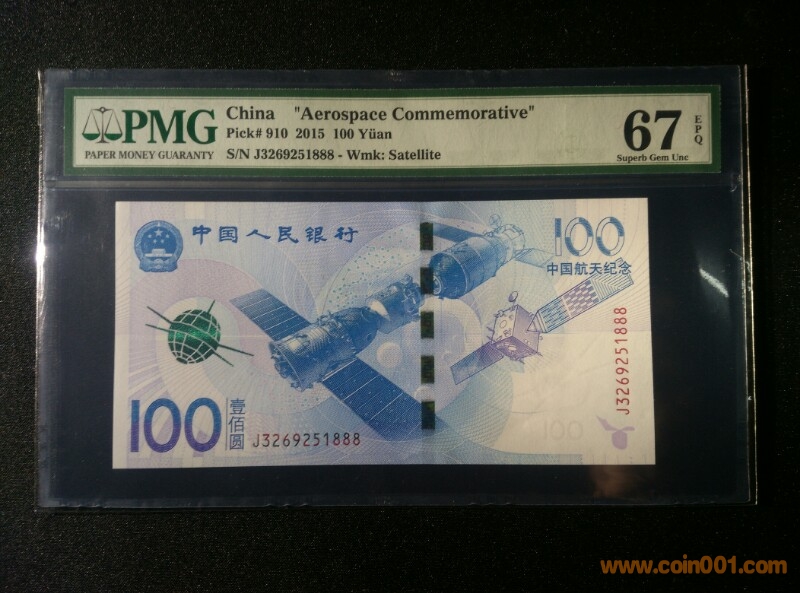 PMG
PAPER MONEY GUARANTY
China "Aerospace Commemorative"
Pick# 910 2015 100 Yüan
S/N J3269251888 - Wmk: Satellite
67
EPQ
Superb Gem Unc
中国人民银行
100
中国航天纪念
J3269251888
100
壹佰圆
J3269251888
100
www.coin001.com